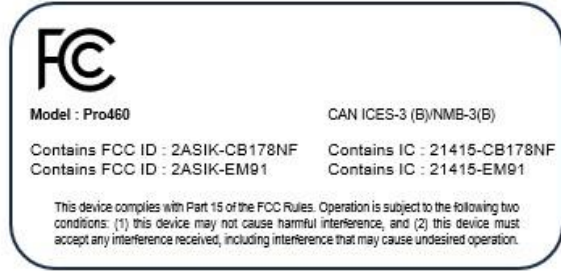 FC
Model : Pro460
CAN ICES-3 (B)/NMB-3(B)
Contains FCC ID : 2ASIK-CB178NF
Contains IC : 21415-CB178NF
Contains FCC ID : 2ASIK-EM91
Contains IC : 21415-EM91
This device complies with Part 15 of the FCC Rules. Operation is subject to the following two
conditions: (1) this device may not cause harmful interference, and (2) this device must
accept any interference received, including interference that may cause undesired operation.